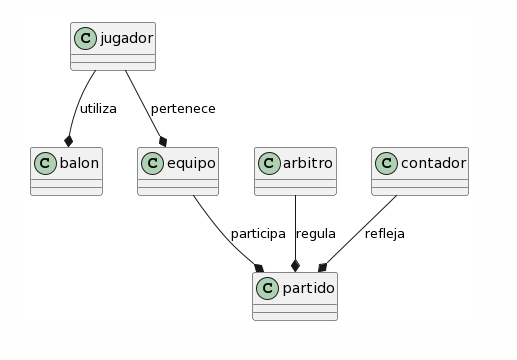 C jugador
utiliza
pertenece
C balon
C equipo
C arbitro
C contador
participa
regula
refleja
C partido